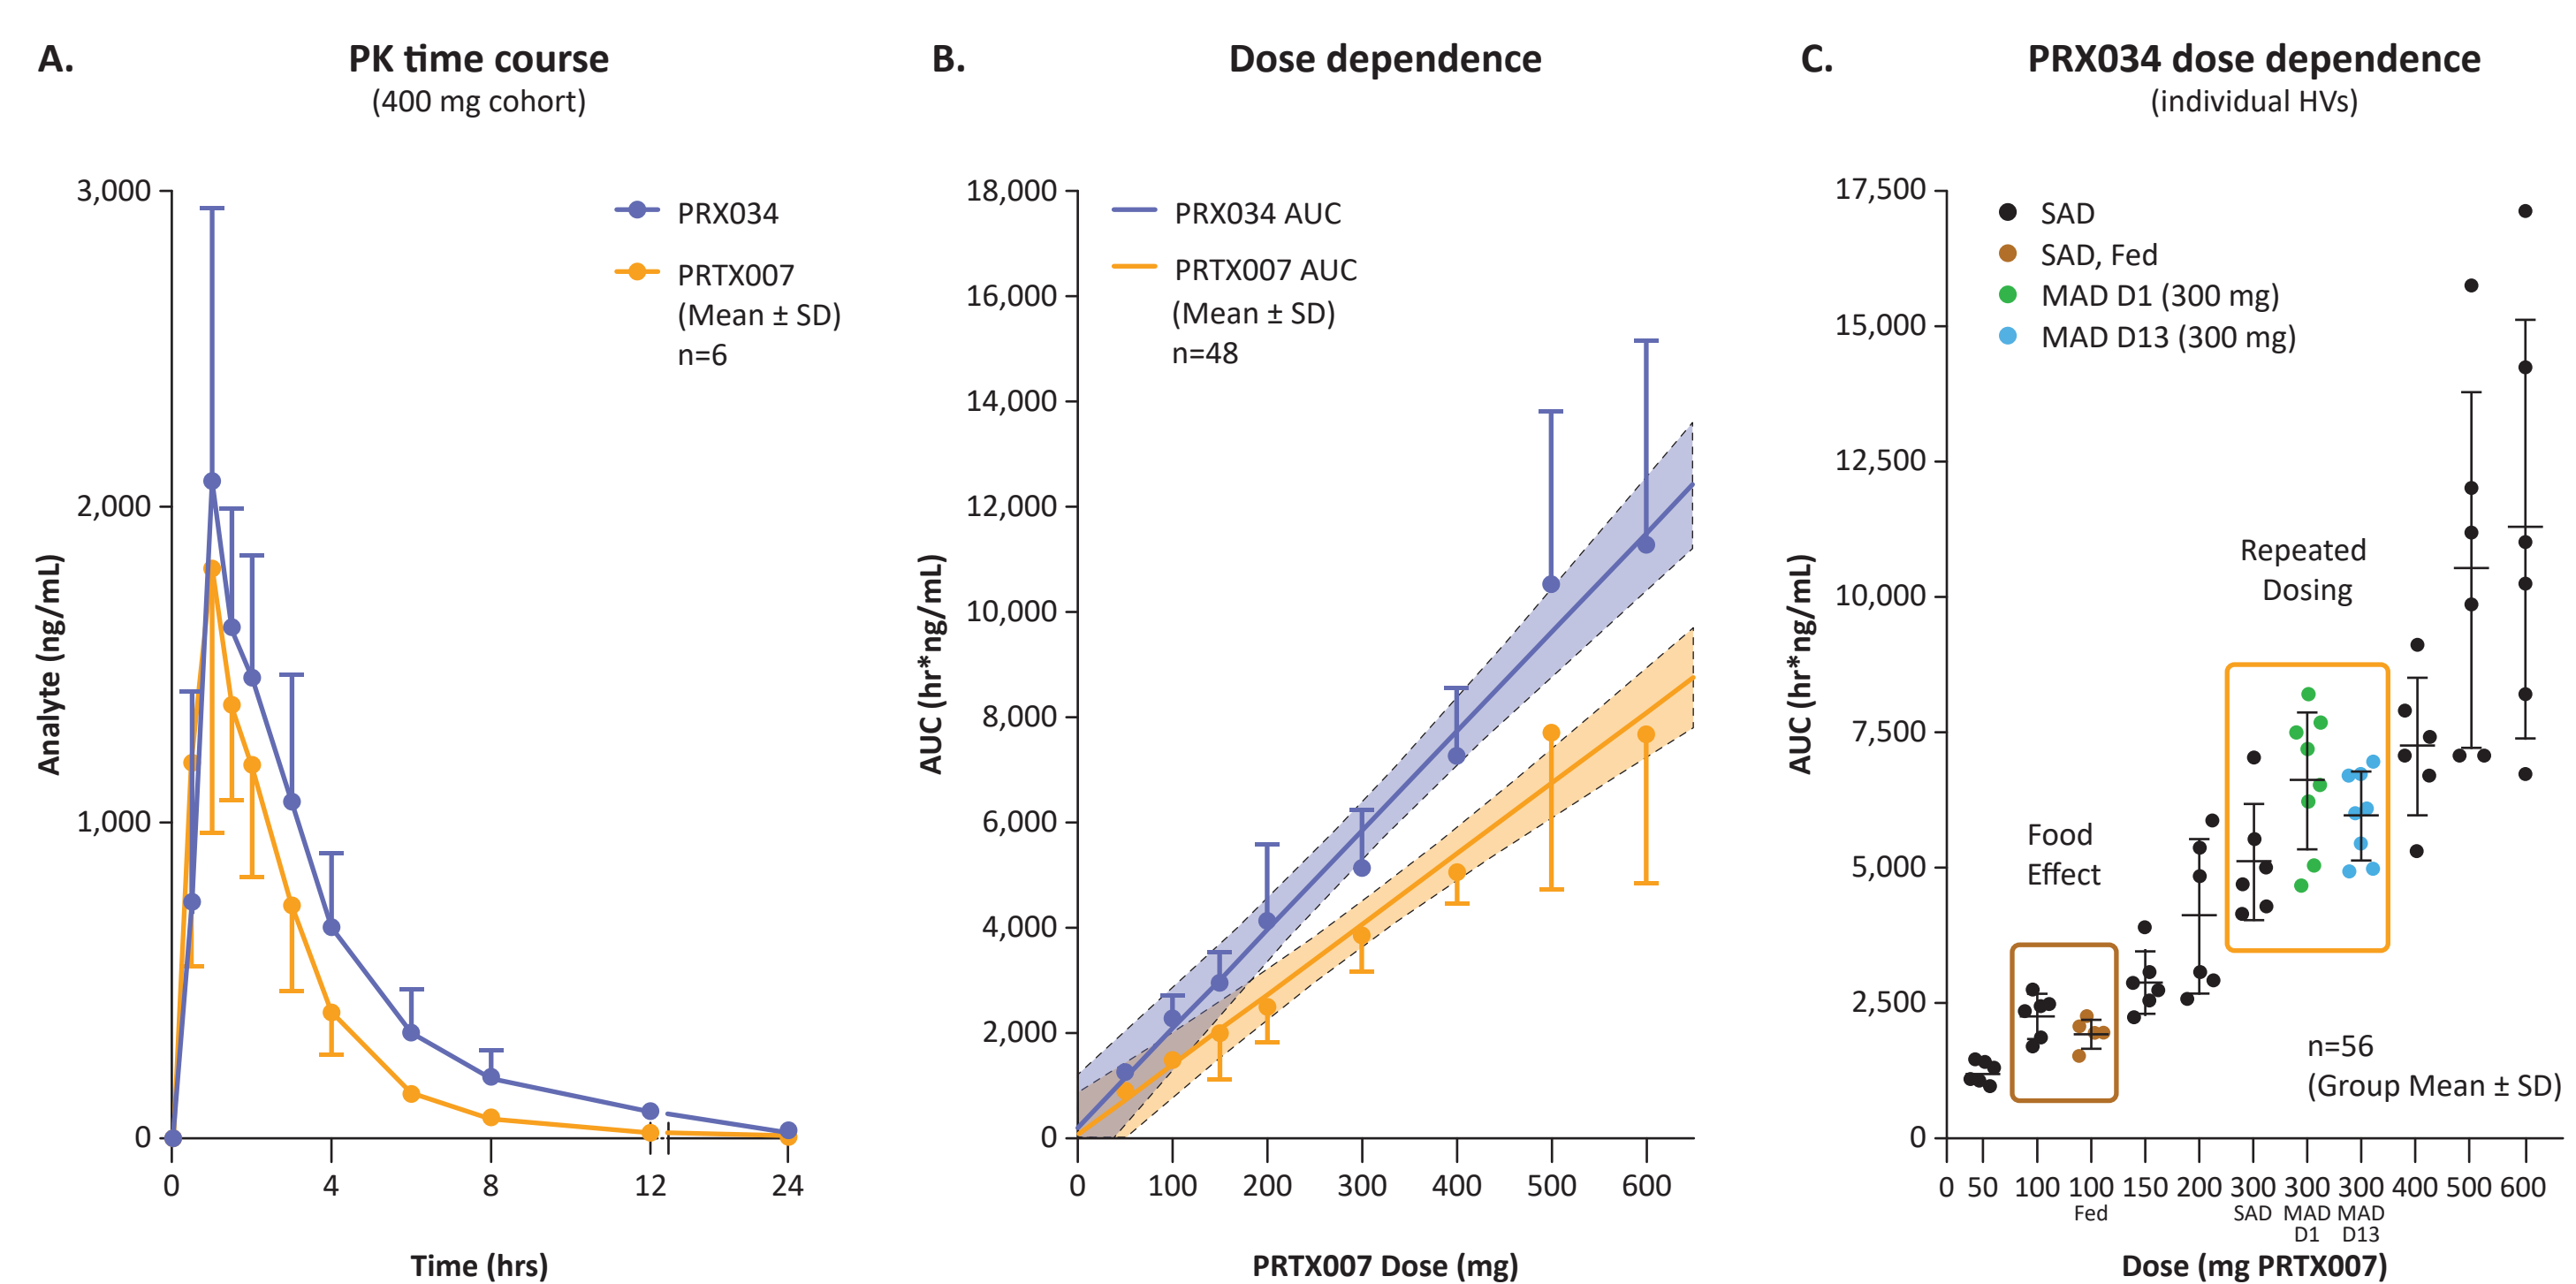 A.
PK time course
(400 mg cohort)
3,000
2,000
1,000
0
Analyte (ng/mL)
PRX034
PRTX007
(Mean ± SD)
n=6
0 4 8 12 24
Time (hrs)
B.
Dose dependence
18,000
16,000
14,000
12,000
10,000
8,000
6,000
4,000
2,000
0
AUC (hr*ng/mL)
PRX034 AUC
PRTX007 AUC
(Mean ± SD)
n=48
0 100 200 300 400 500 600
PRTX007 Dose (mg)
C.
PRX034 dose dependence
(individual HVs)
17,500
15,000
12,500
10,000
7,500
5,000
2,500
0
AUC (hr*ng/mL)
SAD
SAD, Fed
MAD D1 (300 mg)
MAD D13 (300 mg)
Repeated
Dosing
Food
Effect
n=56
(Group Mean ± SD)
0 50 100 100 150 200 300 300 300 400 500 600
Fed SAD MAD MAD
D1 D13
Dose (mg PRTX007)